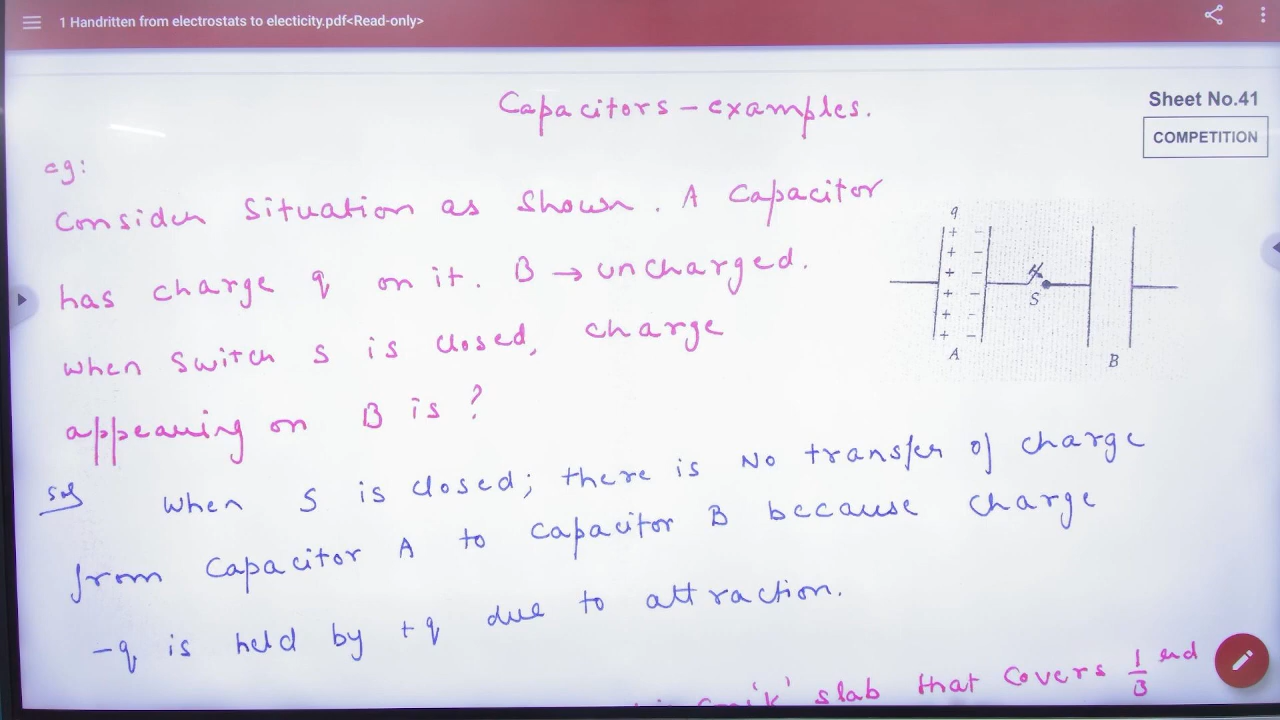 1 Handritten from electrostats to electicity.pdf<Read-only>
Capacitors - examples.
Sheet No.41
COMPETITION
eg:
Consider Situation as Shown. A Capacitor
has charge q on it. B → uncharged.
When Switch S is closed, charge
appearing on B is ?
q
S
A
B
Sol When S is closed; there is No transfer of charge
from Capacitor A to Capacitor B because charge
-q is held by +q due to attraction.
'k' slab that Covers 1/3 erd